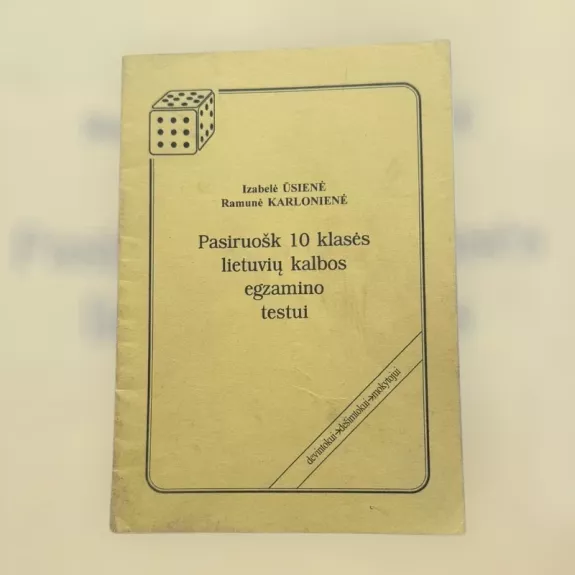 Izabelė ŪSIENĖ
Ramunė KARLONIENĖ
Pasiruošk 10 klasės
lietuvių kalbos
egzamino
testui
devintokui→dešimtokui→mokytojui